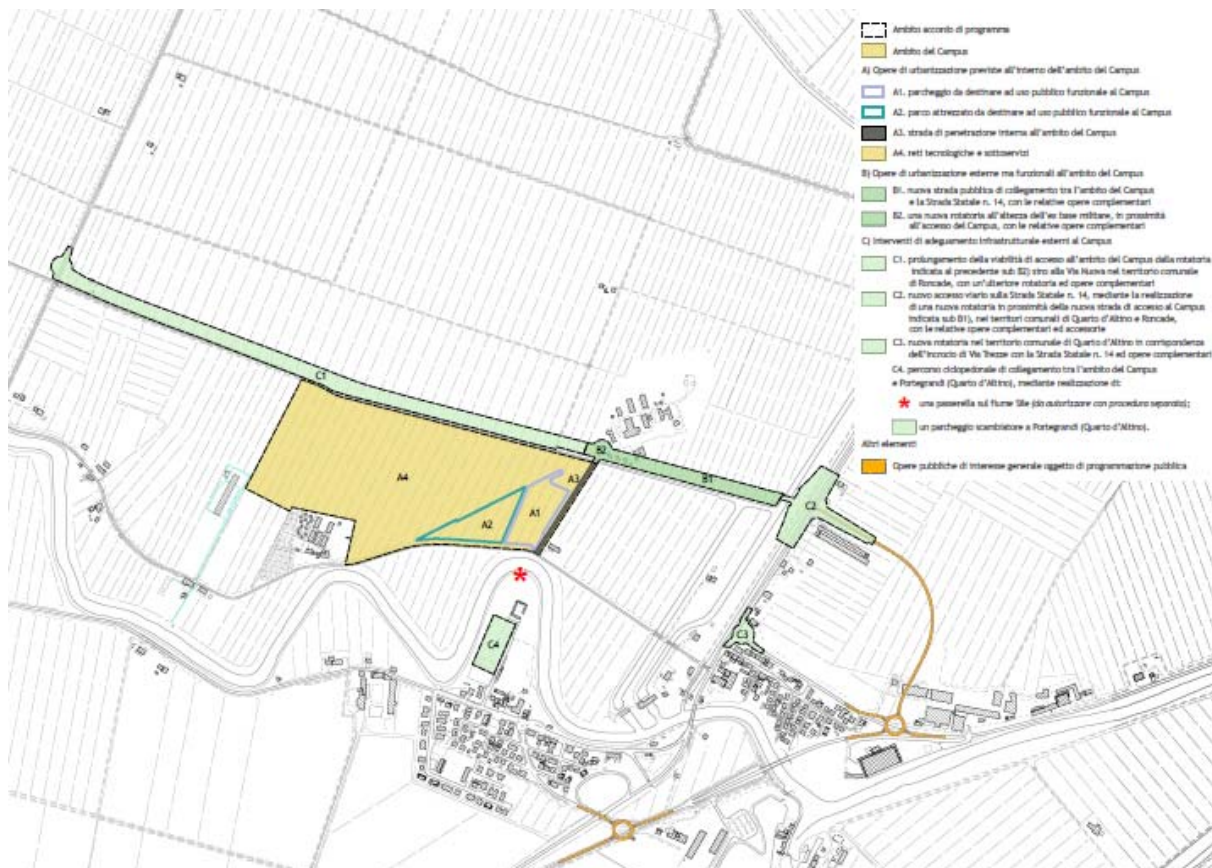 Ambito accordo di programma
Ambito del Campus
A) Opere di urbanizzazione previste all'interno dell'ambito del Campus
A1. parcheggio da destinare ad uso pubblico funzionale al Campus
A2. parco attrezzato da destinare ad uso pubblico funzionale al Campus
A3. strada di penetrazione interna all'ambito del Campus
A4. reti tecnologiche e sottoservizi
B) Opere di urbanizzazione esterne ma funzionali all'ambito del Campus
B1. nuova strada pubblica di collegamento tra l'ambito del Campus
e la Strada Statale n. 14, con le relative opere complementari
B2. una nuova rotatoria all'altezza dell'ex base militare, in prossimità
all'accesso del Campus, con le relative opere complementari
C) Interventi di adeguamento infrastrutturale esterni al Campus
C1. prolungamento della viabilità di accesso all'ambito del Campus dalla rotatoria
indicata al precedente sub B2) sino alla Via Nuova nel territorio comunale
di Roncade, con un'ulteriore rotatoria ed opere complementari
C2. nuovo accesso viario sulla Strada Statale n. 14, mediante la realizzazione
di una nuova rotatoria in prossimità della nuova strada di accesso al Campus
indicata sub B1), nei territori comunali di Quarto d'Altino e Roncade,
con le relative opere complementari ed accessorie
C3. nuova rotatoria nel territorio comunale di Quarto d'Altino in corrispondenza
dell'incrocio di Via Trezze con la Strada Statale n. 14 ed opere complementari
C4. percorso ciclopedonale di collegamento tra l'ambito del Campus
e Portegrandi (Quarto d'Altino), mediante realizzazione di:
una passerella sul fiume Sile (da autorizzare con procedura separata);
un parcheggio scambiatore a Portegrandi (Quarto d'Altino).
Altri elementi
Opere pubbliche di interesse generale oggetto di programmazione pubblica
C1
B2
A4
A3
B1
A1
A2
C2
C3
C4